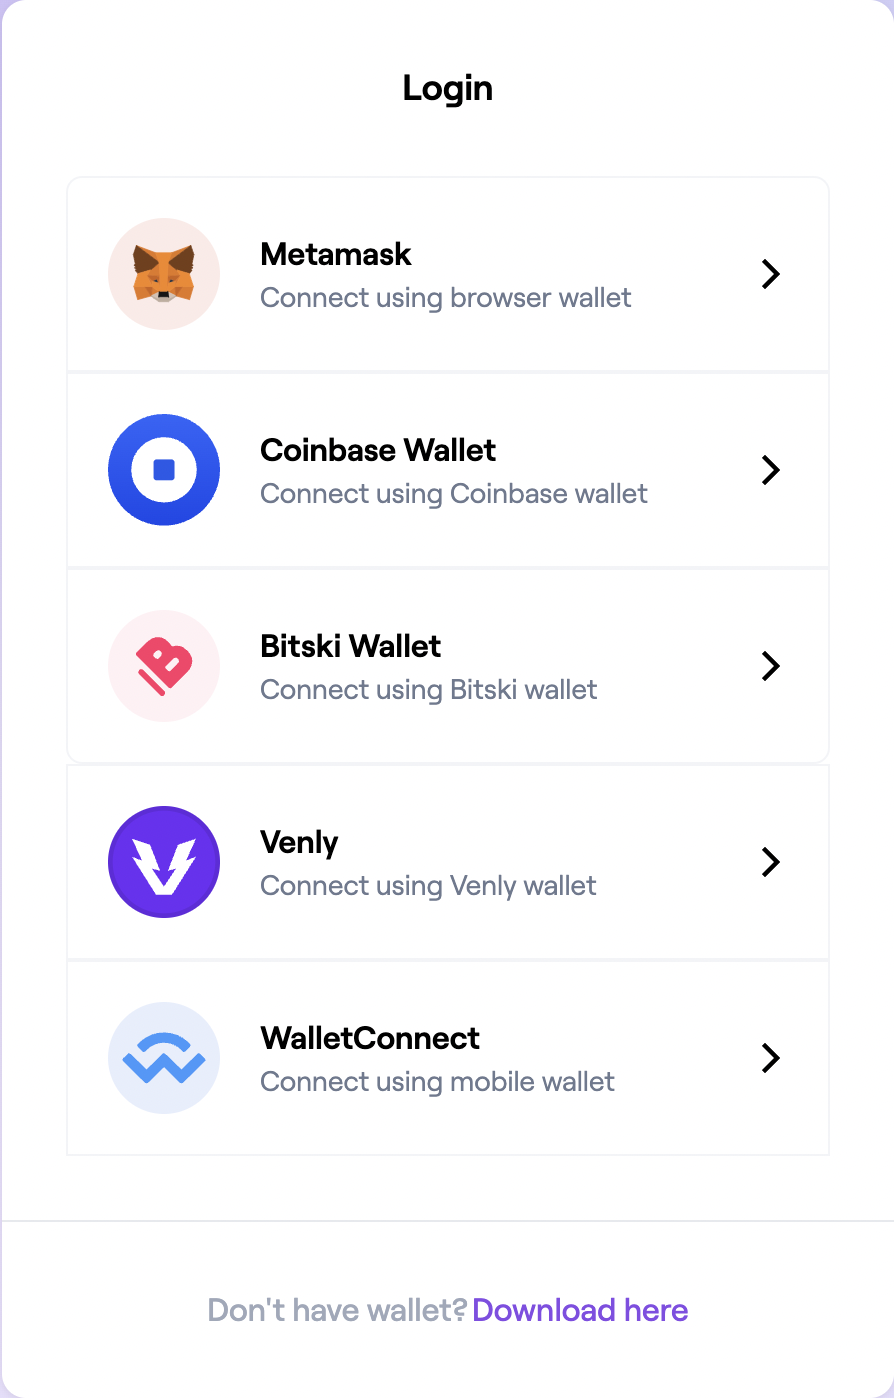 Login
Metamask
Connect using browser wallet
Coinbase Wallet
Connect using Coinbase wallet
Bitski Wallet
Connect using Bitski wallet
Venly
Connect using Venly wallet
WalletConnect
Connect using mobile wallet
Don't have wallet? Download here